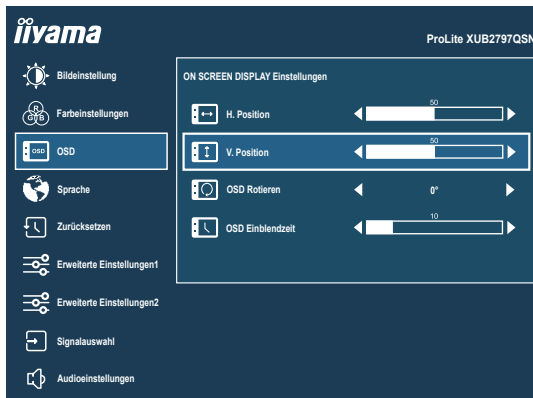 iiyama
ProLite XUB2797QSN
Bildeinstellung
Farbeinstellungen
OSD
Sprache
Zurücksetzen
Erweiterte Einstellungen1
Erweiterte Einstellungen2
Signalauswahl
Audioeinstellungen
ON SCREEN DISPLAY Einstellungen
H. Position
50
V. Position
50
OSD Rotieren
0°
OSD Einblendzeit
10
R
G B
OSD